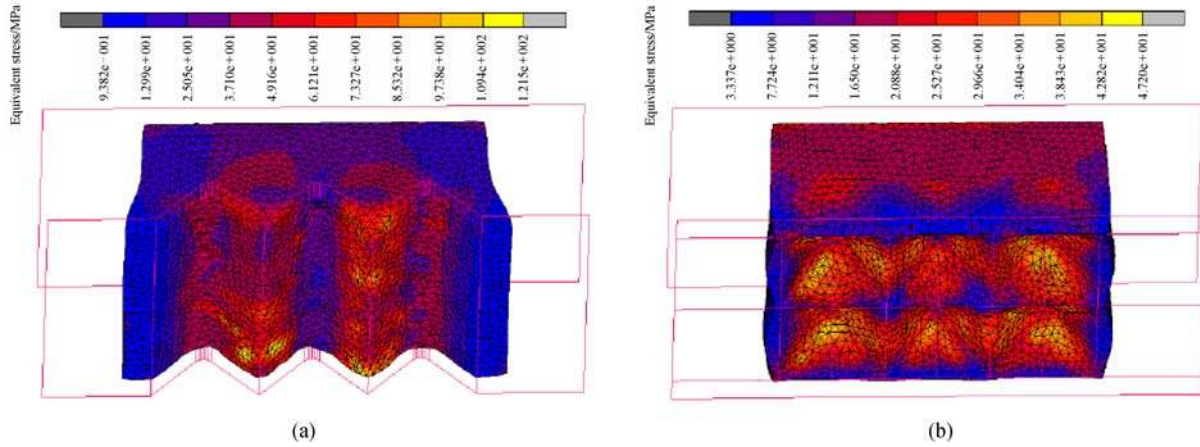 Equivalent stress/MPa
9.382e−001
1.299e+001
2.505e+001
3.710e+001
4.916e+001
6.121e+001
7.327e+001
8.532e+001
9.738e+001
1.094e+002
1.215e+002
(a)
Equivalent stress/MPa
3.337e+000
7.724e+000
1.211e+001
1.650e+001
2.088e+001
2.527e+001
2.966e+001
3.404e+001
3.843e+001
4.282e+001
4.720e+001
(b)